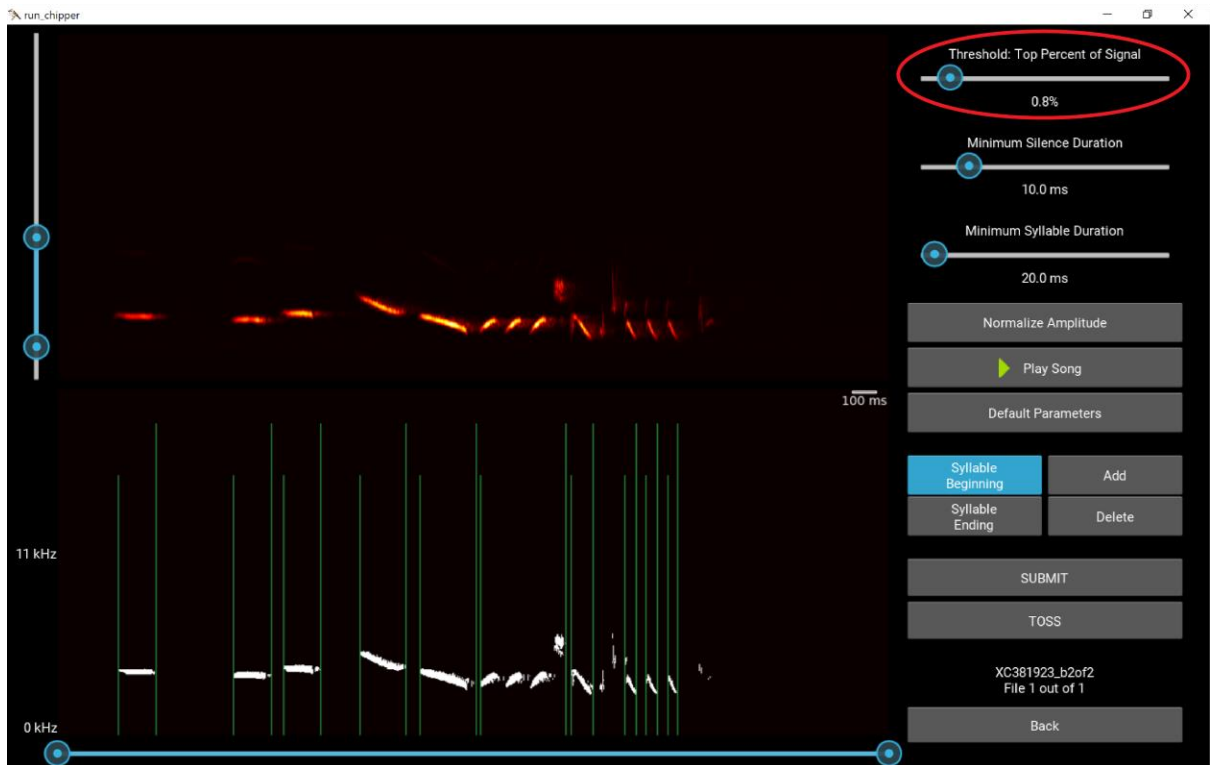 run_chipper
Threshold: Top Percent of Signal
0.8%
Minimum Silence Duration
10.0 ms
Minimum Syllable Duration
20.0 ms
Normalize Amplitude
Play Song
100 ms
Default Parameters
Syllable
Beginning
Add
Syllable
Ending
Delete
11 kHz
SUBMIT
TOSS
XC381923_b2of2
File 1 out of 1
0 kHz
Back